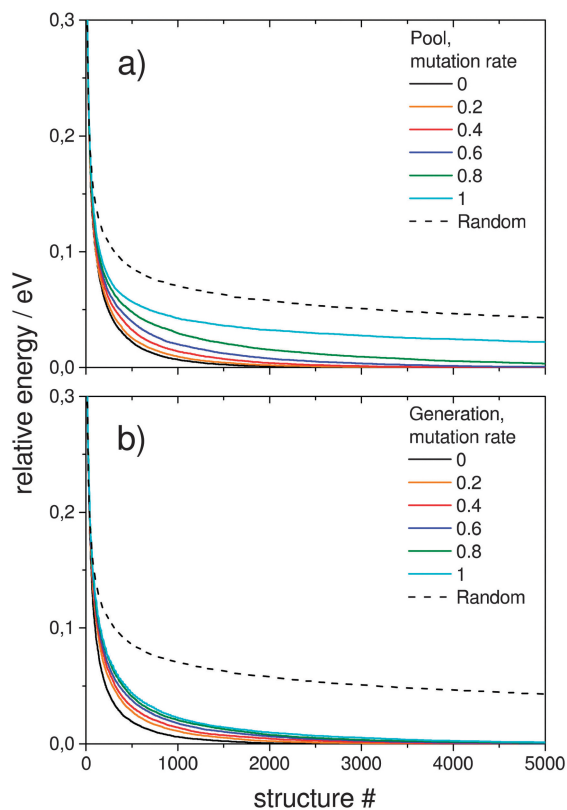 0,3
a)
Pool,
mutation rate
0
0.2
0.4
0.6
0.8
1
Random
0,2
0,1
0,0
relative energy / eV
0,3
b)
Generation,
mutation rate
0
0.2
0.4
0.6
0.8
1
Random
0,2
0,1
0,0
0 1000 2000 3000 4000 5000
structure #